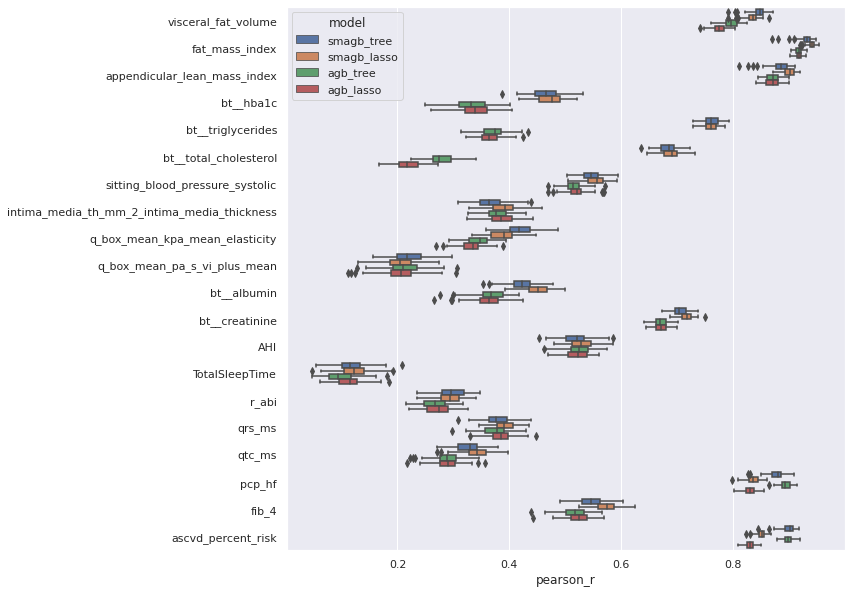 visceral_fat_volume
fat_mass_index
appendicular_lean_mass_index
bt__hba1c
bt__triglycerides
bt__total_cholesterol
sitting_blood_pressure_systolic
intima_media_th_mm_2_intima_media_thickness
q_box_mean_kpa_mean_elasticity
q_box_mean_pa_s_vi_plus_mean
bt__albumin
bt__creatinine
AHI
TotalSleepTime
r_abi
qrs_ms
qtc_ms
pcp_hf
fib_4
ascvd_percent_risk
model
smagb_tree
smagb_lasso
agb_tree
agb_lasso
0.2 0.4 0.6 0.8
pearson_r